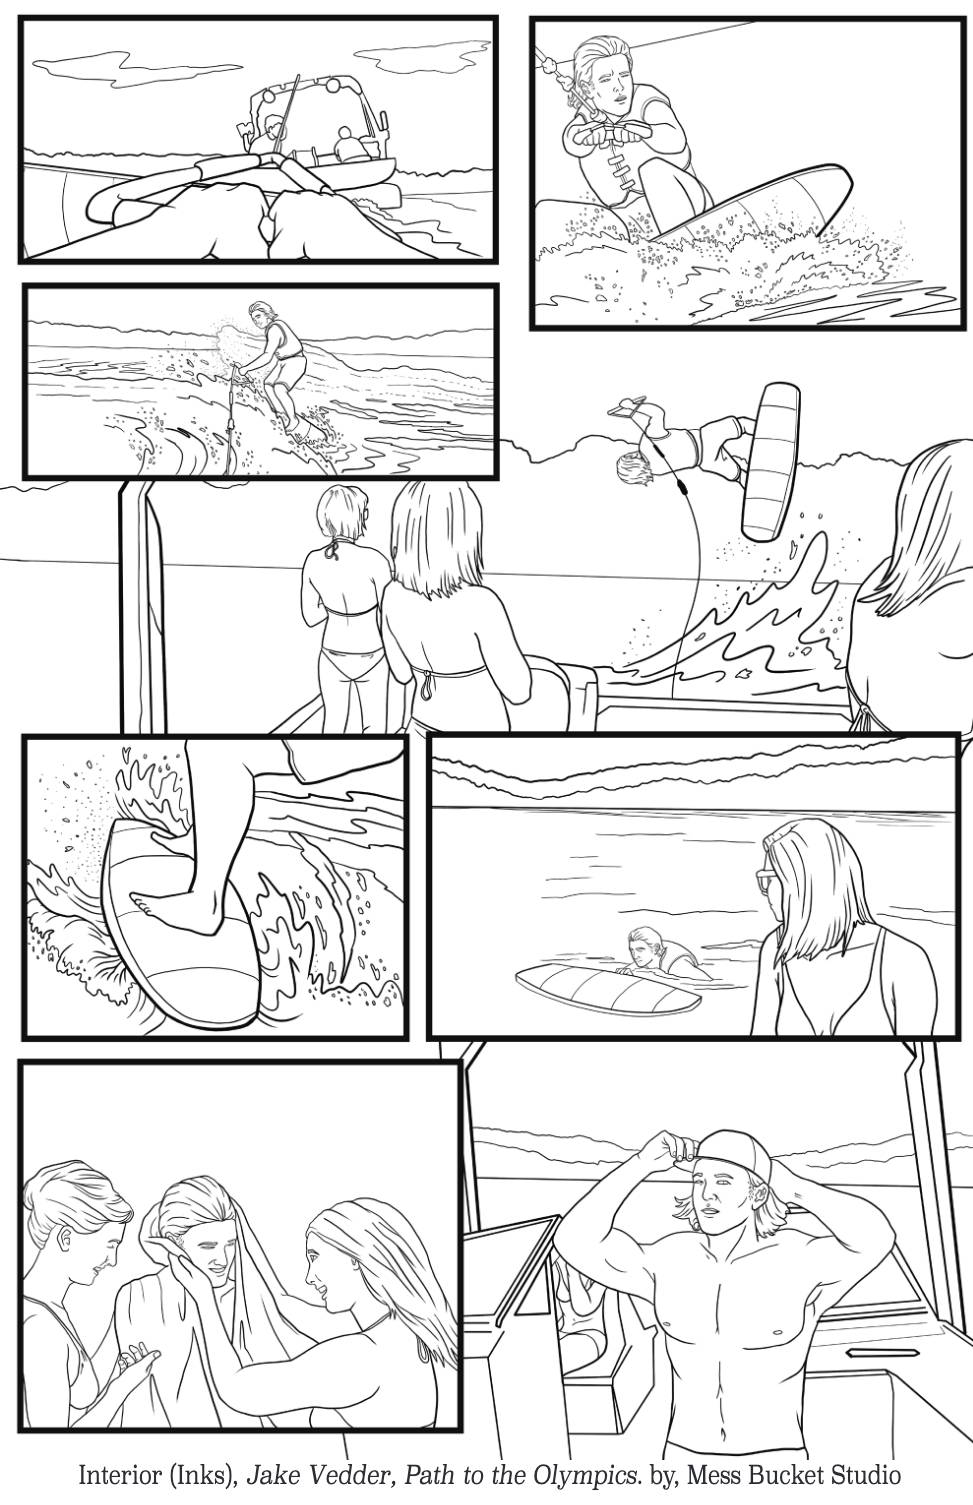 Interior (Inks), Jake Vedder, Path to the Olympics. by, Mess Bucket Studio